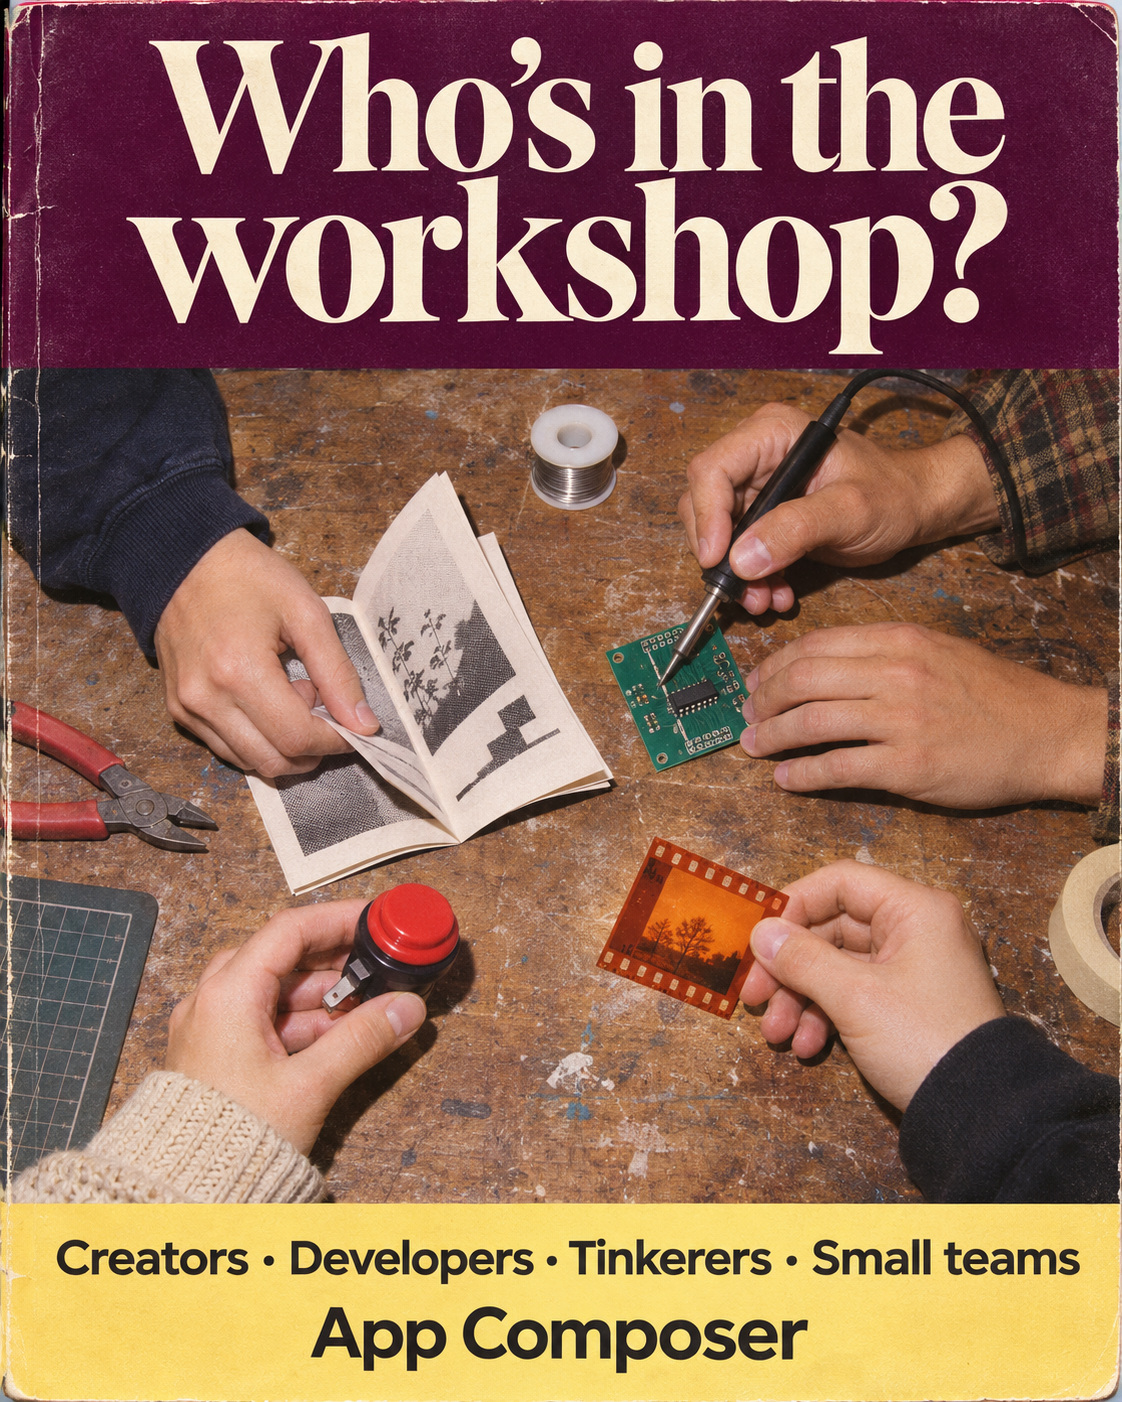 Who's in the
workshop?
Creators · Developers · Tinkerers · Small teams
App Composer